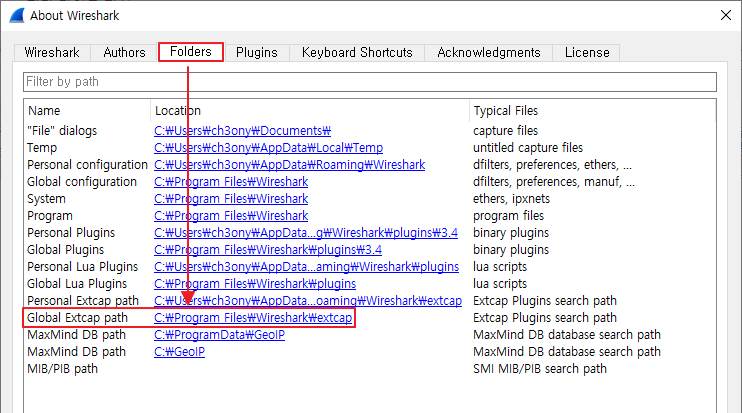 About Wireshark
Wireshark Authors Folders Plugins Keyboard Shortcuts Acknowledgments License
Filter by path
Name Location Typical Files
"File" dialogs C:₩Users₩ch3ony₩Documents₩ capture files
Temp C:₩Users₩ch3ony₩AppData₩Local₩Temp untitled capture files
Personal configuration C:₩Users₩ch3ony₩AppData₩Roaming₩Wireshark dfilters, preferences, ethers, ...
Global configuration C:₩Program Files₩Wireshark dfilters, preferences, manuf, ...
System C:₩Program Files₩Wireshark ethers, ipxnets
Program C:₩Program Files₩Wireshark program files
Personal Plugins C:₩Users₩ch3ony₩AppData...g₩Wireshark₩plugins₩3.4 binary plugins
Global Plugins C:₩Program Files₩Wireshark₩plugins₩3.4 binary plugins
Personal Lua Plugins C:₩Users₩ch3ony₩AppData...aming₩Wireshark₩plugins lua scripts
Global Lua Plugins C:₩Program Files₩Wireshark₩plugins lua scripts
Personal Extcap path C:₩Users₩ch3ony₩AppData...oaming₩Wireshark₩extcap Extcap Plugins search path
Global Extcap path C:₩Program Files₩Wireshark₩extcap Extcap Plugins search path
MaxMind DB path C:₩ProgramData₩GeoIP MaxMind DB database search path
MaxMind DB path C:₩GeoIP MaxMind DB database search path
MIB/PIB path SMI MIB/PIB search path